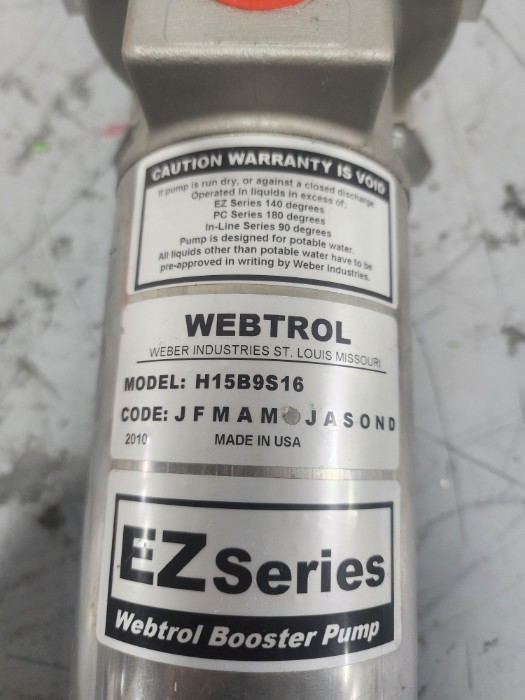 CAUTION WARRANTY IS VOID
If pump is run dry, or against a closed discharge.
Operated in liquids in excess of:
EZ Series 140 degrees
PC Series 180 degrees
In-Line Series 90 degrees
Pump is designed for potable water.
All liquids other than potable water have to be
pre-approved in writing by Weber Industries.
WEBTROL
WEBER INDUSTRIES ST. LOUIS MISSOURI
MODEL: H15B9S16
CODE: J F M A M J A S O N D
2010 MADE IN USA
EZ Series
Webtrol Booster Pump